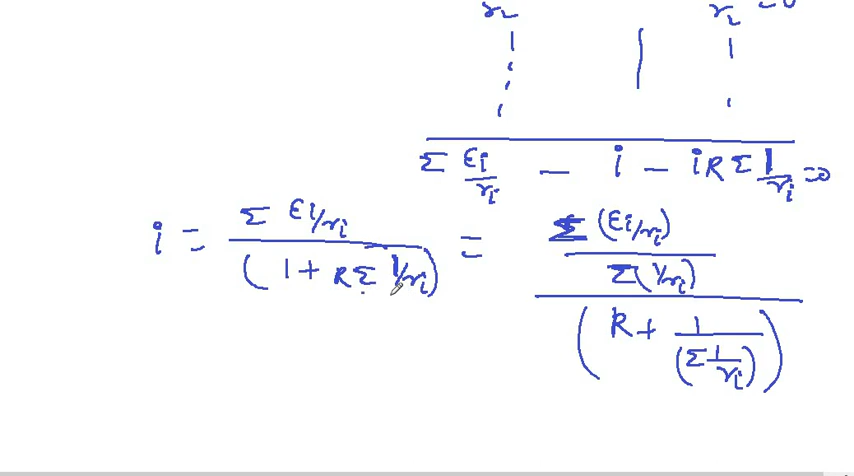 r₂ r₂ =0
Σ εi/ri − i − iRΣ 1/ri =0
i = Σ εi/ri / (1 + RΣ 1/ri) = Σ(εi/ri) / Σ(1/ri) / (R + 1/(Σ 1/ri))